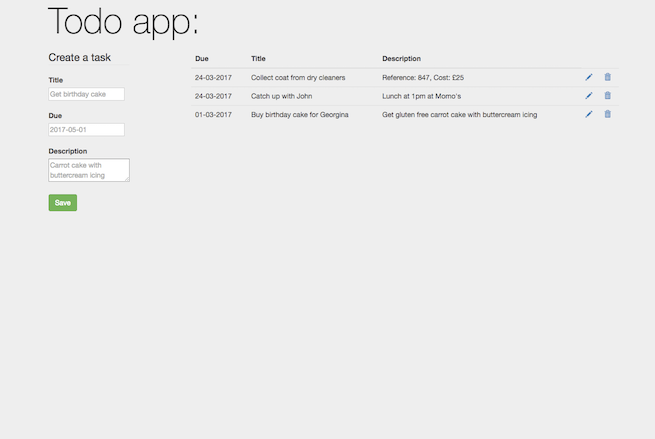 Todo app:
Create a task
Title
Get birthday cake
Due
2017-05-01
Description
Carrot cake with
buttercream icing
Save
Due Title Description
24-03-2017 Collect coat from dry cleaners Reference: 847, Cost: £25
24-03-2017 Catch up with John Lunch at 1pm at Momo's
01-03-2017 Buy birthday cake for Georgina Get gluten free carrot cake with buttercream icing